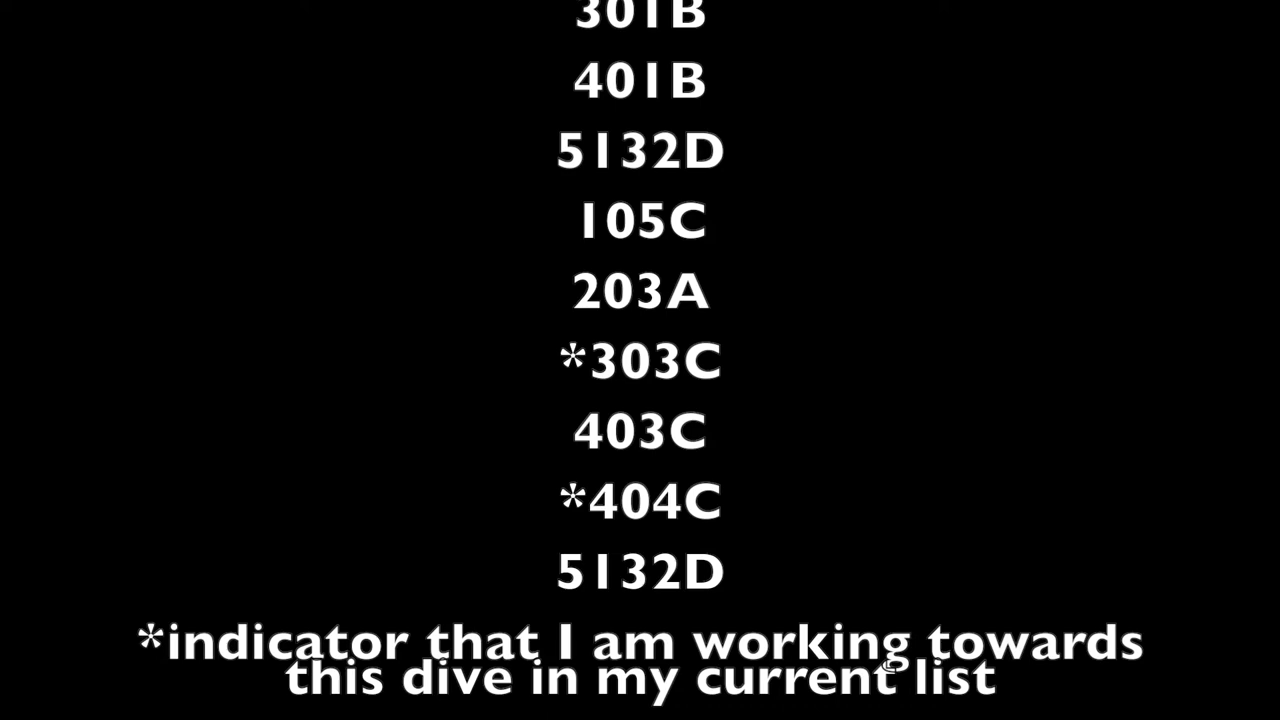 301B
401B
5132D
105C
203A
*303C
403C
*404C
5132D
*indicator that I am working towards
this dive in my current list